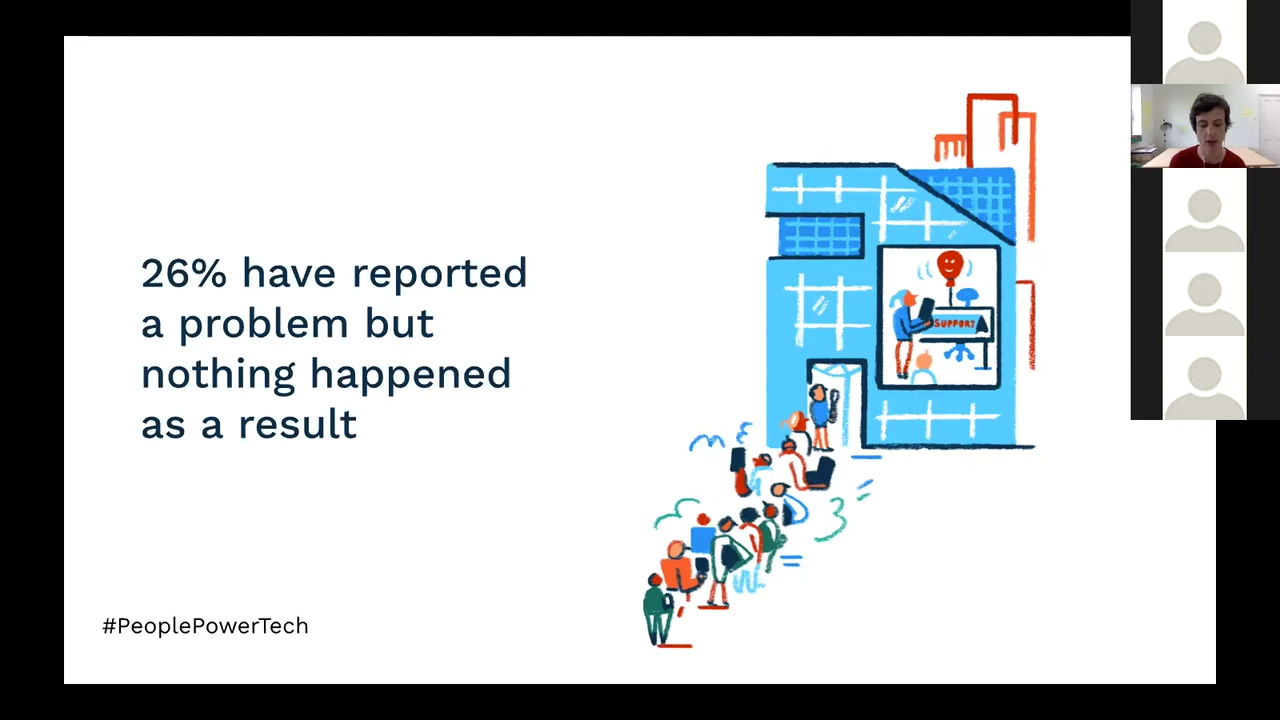 26% have reported
a problem but
nothing happened
as a result
SUPPORT
#PeoplePowerTech